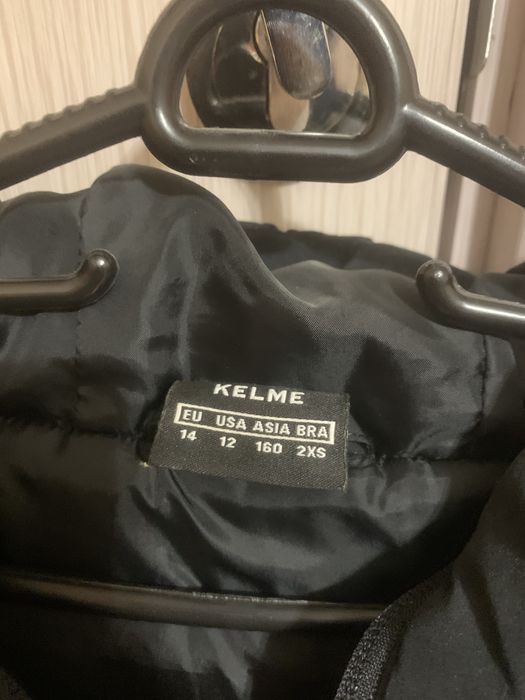 KELME
EU USA ASIA BRA
14 12 160 2XS